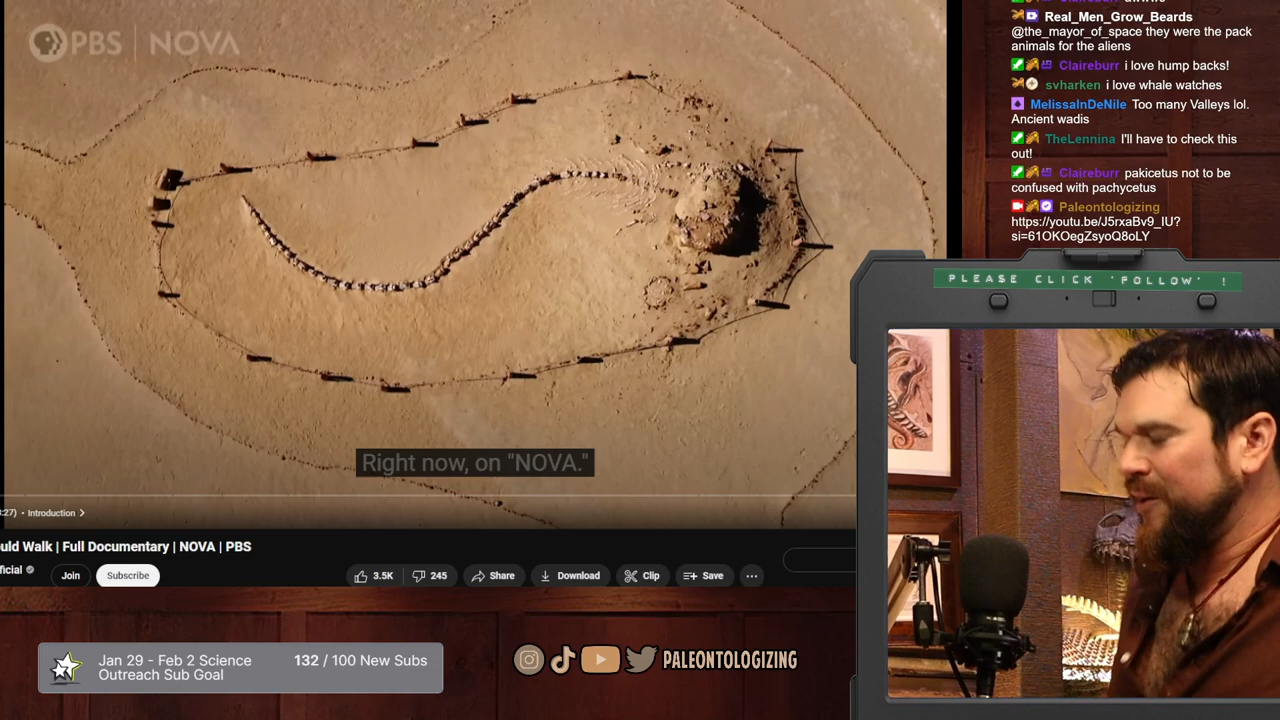 PBS | NOVA
Right now, on "NOVA."
• Introduction >
uld Walk | Full Documentary | NOVA | PBS
ficial
Join
Subscribe
3.5K
245
Share
Download
Clip
Save
...
Jan 29 - Feb 2 Science
Outreach Sub Goal
132 / 100 New Subs
PALEONTOLOGIZING
Real_Men_Grow_Beards
@the_mayor_of_space they were the pack
animals for the aliens
Claireburr i love hump backs!
svharken i love whale watches
MelissaInDeNile Too many Valleys lol.
Ancient wadis
TheLennina I'll have to check this
out!
Claireburr pakicetus not to be
confused with pachycetus
Paleontologizing
https://youtu.be/J5rxaBv9_IU?
si=61OKOegZsyoQ8oLY
PLEASE CLICK 'FOLLOW' !